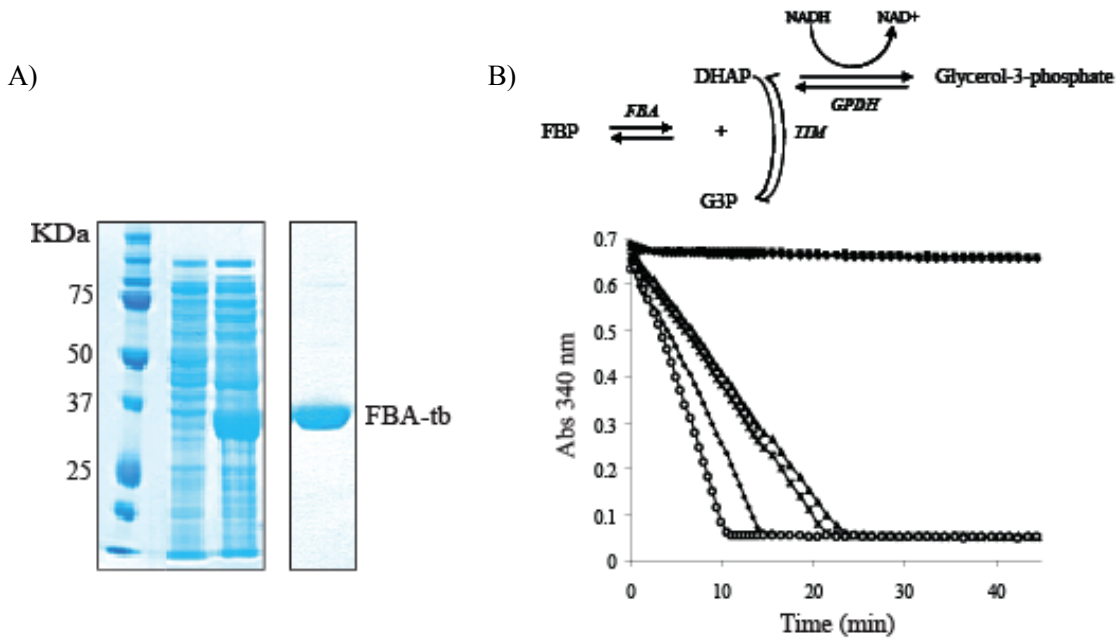 A)
KDa
75
50
37
25
FBA-tb
B)
NADH NAD+
DHAP Glycerol-3-phosphate
GPDH
FBP FBA + TIM
G3P
0.7
0.6
0.5
0.4
0.3
0.2
0.1
0
Abs 340 nm
0 10 20 30 40
Time (min)